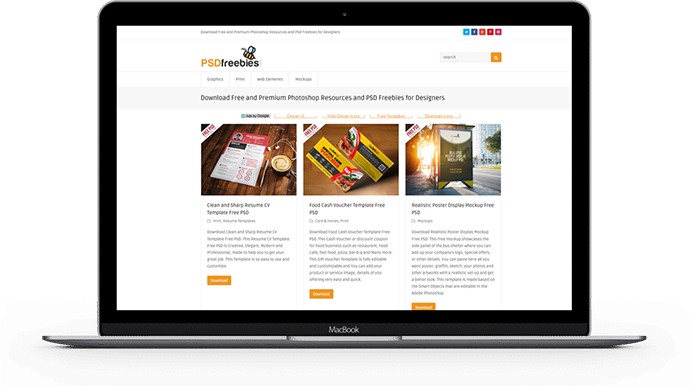 Download Free and Premium Photoshop Resources and PSD Freebies for Designers
search
PSDfreebies
Graphics
Print
Web Elements
Mockups
Download Free and Premium Photoshop Resources and PSD Freebies for Designers
Ads by Google
Design UI
Web Design Icons
Free Templates
Download Icons
FREE PSD
FREE PSD
FREE PSD
REALISTIC
POSTER DISPLAY
MOCKUP PSD
Clean and Sharp Resume CV
Template Free PSD
Print, Resume Templates
Download Clean and Sharp Resume CV
Template Free PSD. This Resume CV Template
Free PSD is Creative, Elegant, Modern and
Professional, made to help you to get your
great job. This Template is so easy to use and
customize.
Download
Food Cash Voucher Template Free
PSD
Card & Invites, Print
Download Food Cash Voucher Template Free
PSD. This Cash Voucher or discount coupon
for Food business such as restaurant, Food
Cafe, fast food, pizza, bar-b-q and Many more.
This Gift Voucher Template is fully editable
and customizable and You can add your
product or service image, details of you
offering very easy and quick.
Download
Realistic Poster Display Mockup Free
PSD
Mockups
Download Realistic Poster Display Mockup
Free PSD. This free mockup showcases the
side panel of the bus shelter where you can
add up your company's logo, special offers,
or other details. You can paste here all you
want poster, graffiti, sketch, your photos and
other artworks with a realistic set up and get
a better look. This template is made based on
the Smart Objects that are editable in the
Adobe Photoshop.
Download
MacBook